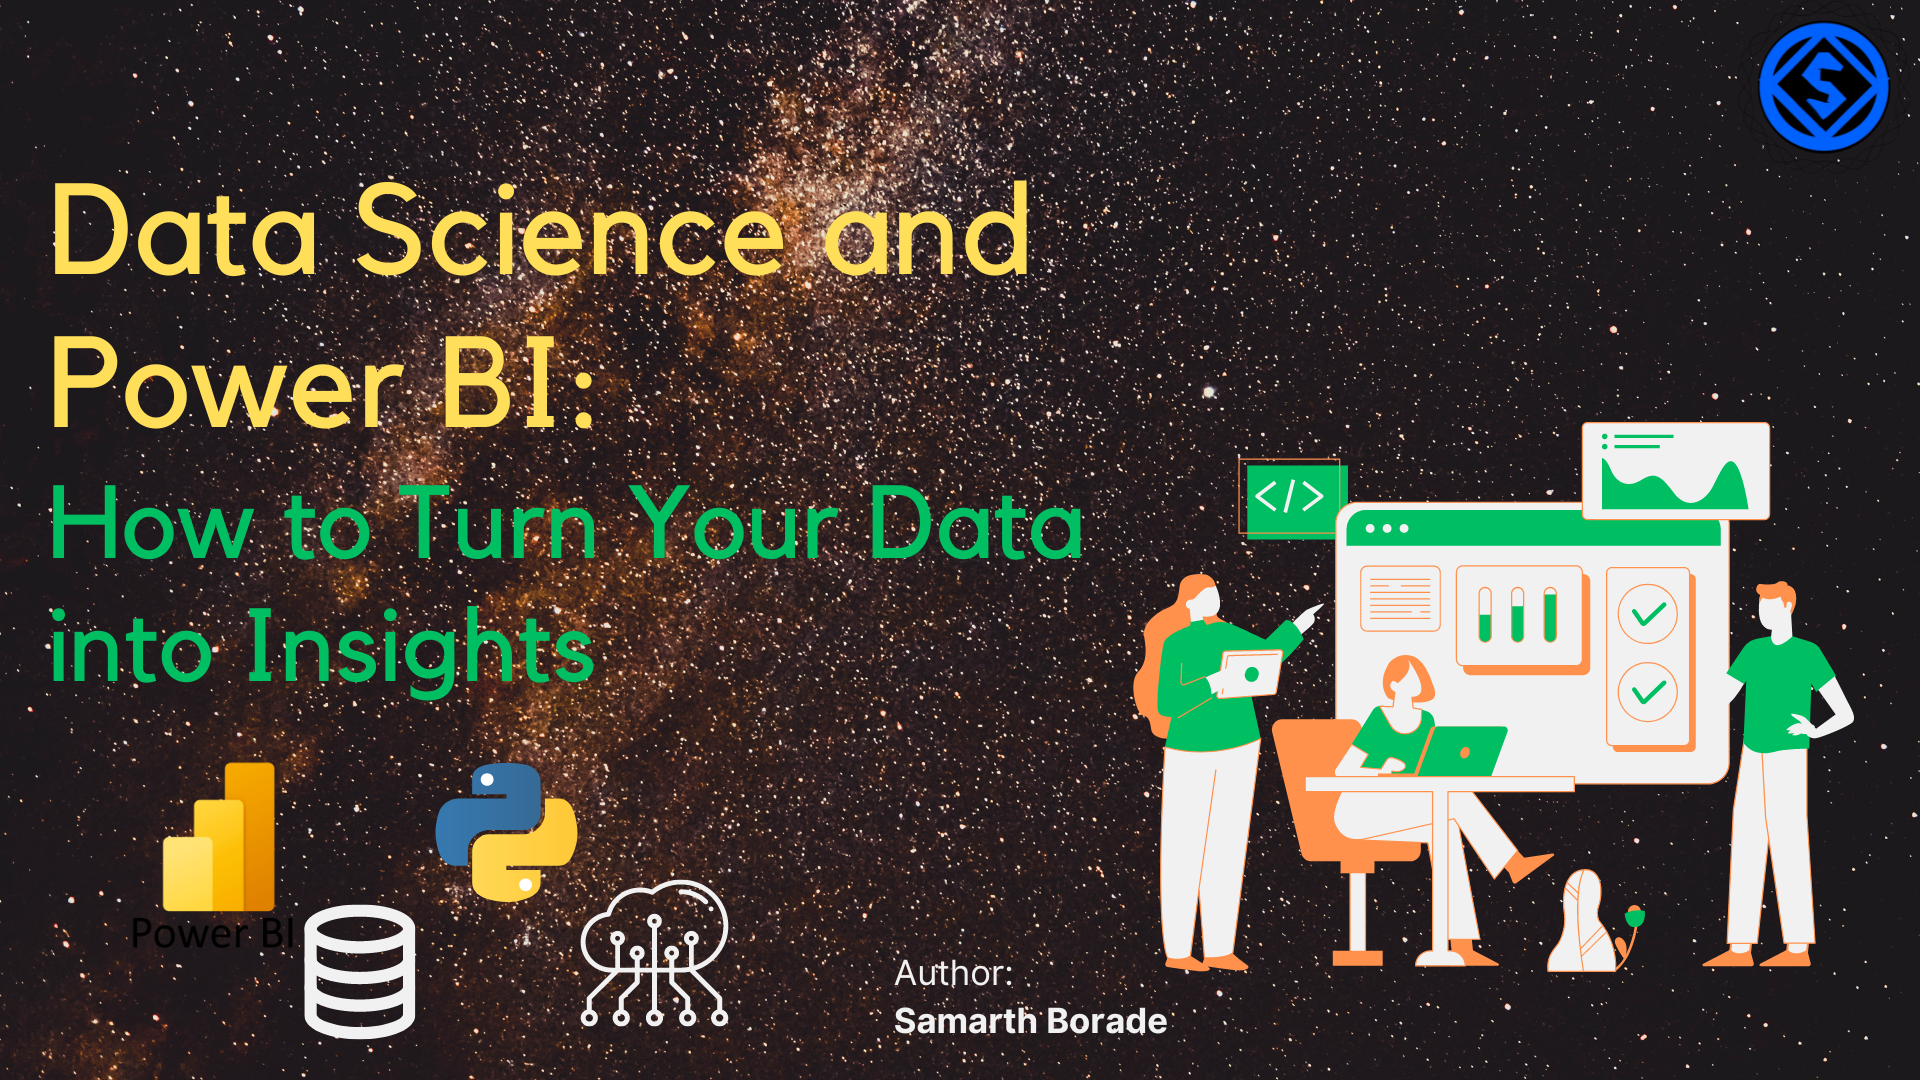 Data Science and
Power BI:
How to Turn Your Data
into Insights
</>
Power BI
Author:
Samarth Borade
S